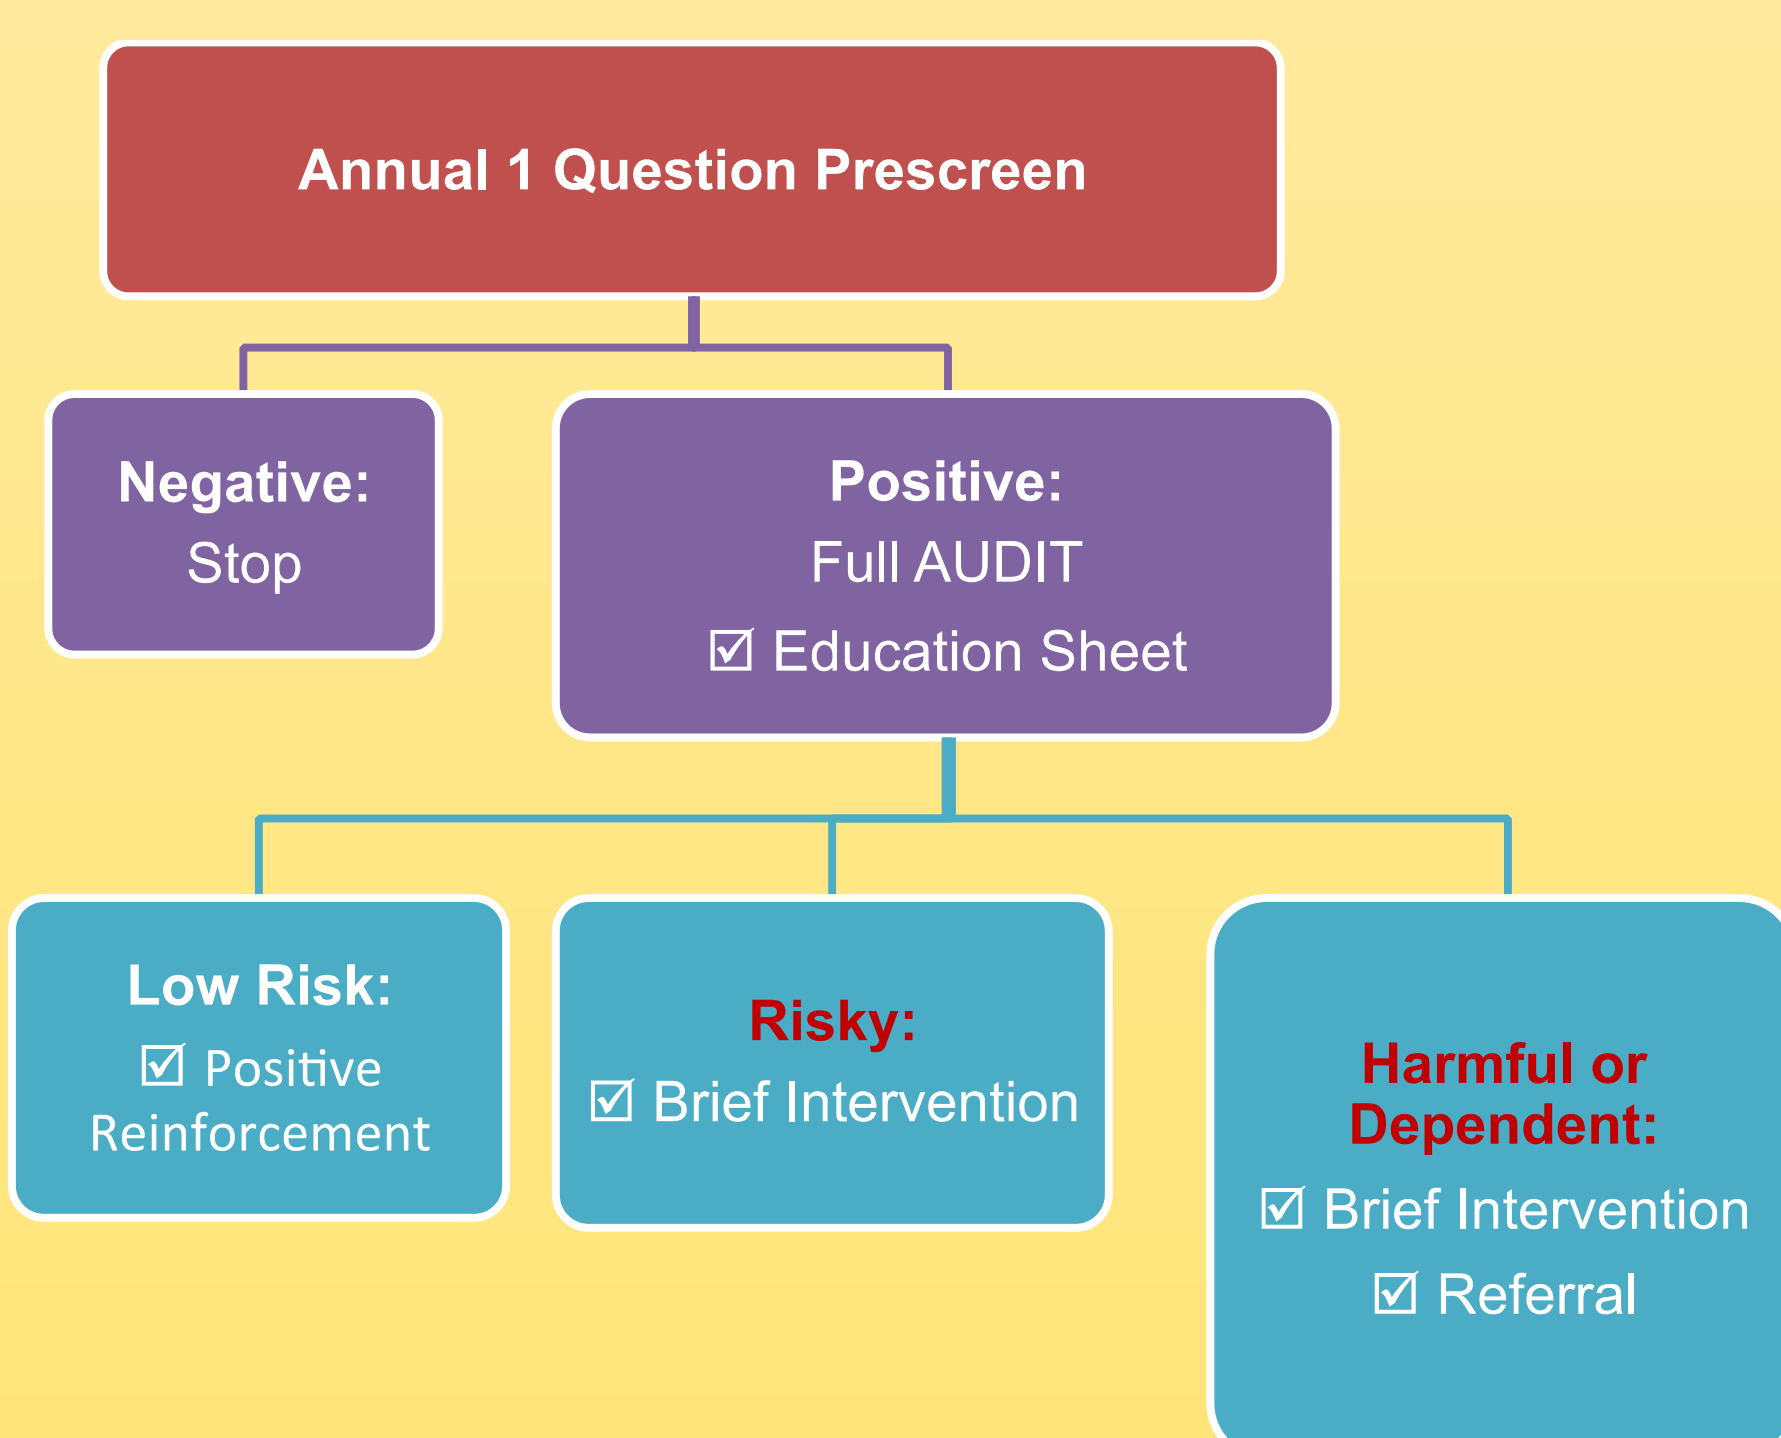 Annual 1 Question Prescreen
Negative:
Stop
Positive:
Full AUDIT
☑ Education Sheet
Low Risk:
☑ Positive
Reinforcement
Risky:
☑ Brief Intervention
Harmful or
Dependent:
☑ Brief Intervention
☑ Referral